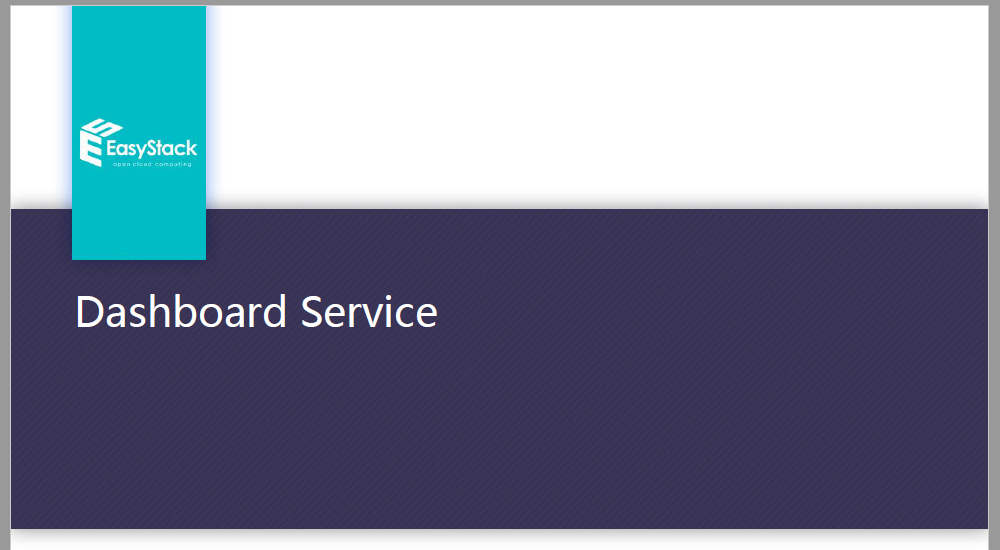 EasyStack
open cloud computing
Dashboard Service